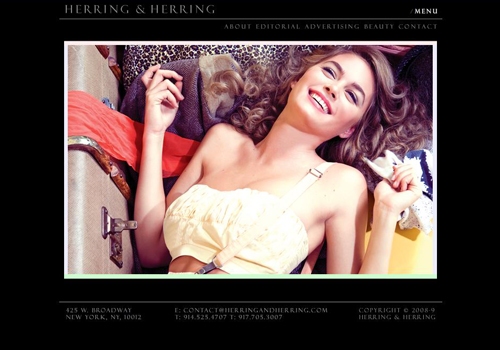 HERRING & HERRING
/MENU
ABOUT EDITORIAL ADVERTISING BEAUTY CONTACT
425 W. BROADWAY E: CONTACT@HERRINGANDHERRING.COM COPYRIGHT © 2008-9
NEW YORK, NY, 10012 T: 914.525.4707 T: 917.705.3007 HERRING & HERRING